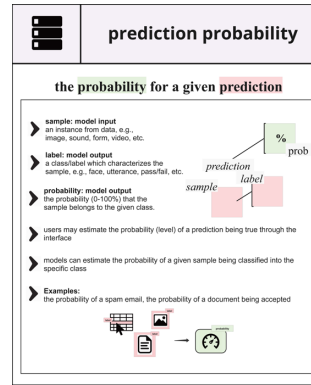 prediction probability
the probability for a given prediction
sample: model input
an instance from data, e.g.,
image, sound, form, video, etc.
label: model output
a class/label which characterizes the
sample, e.g., face, utterance, pass/fail, etc.
probability: model output
the probability (0-100%) that the
sample belongs to the given class.
%
prob
prediction
label
sample
users may estimate the probability (level) of a prediction being true through the
interface
models can estimate the probability of a given sample being classified into the
specific class
Examples:
the probability of a spam email, the probability of a document being accepted
probability